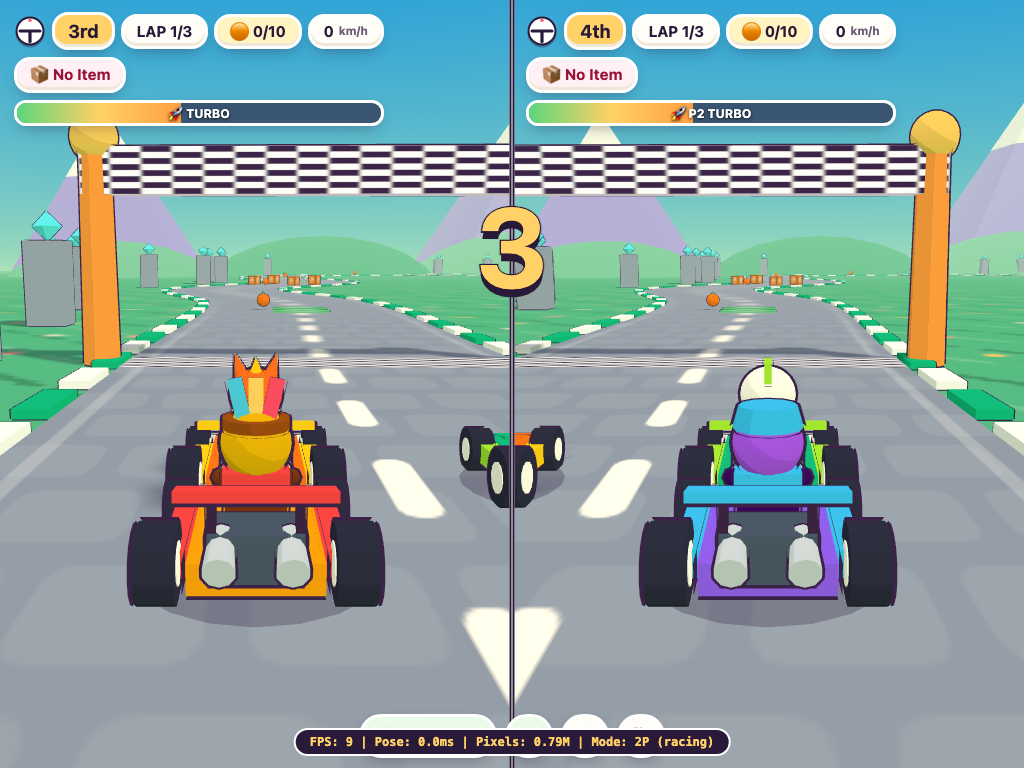 3rd LAP 1/3 0/10 0 km/h
No Item
TURBO
4th LAP 1/3 0/10 0 km/h
No Item
P2 TURBO
3
FPS: 9 | Pose: 0.0ms | Pixels: 0.79M | Mode: 2P (racing)